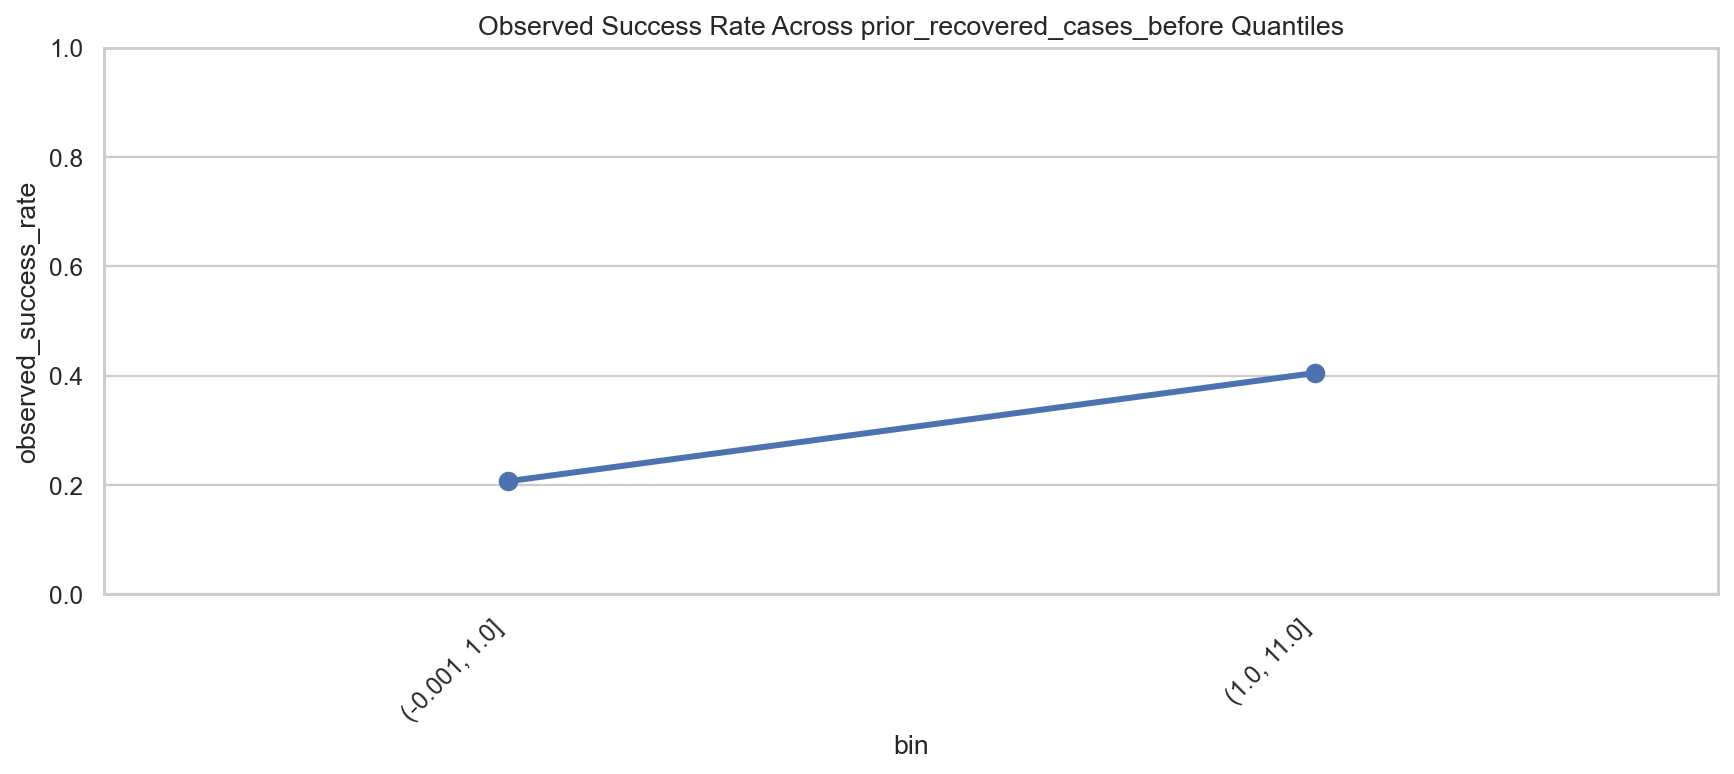 Observed Success Rate Across prior_recovered_cases_before Quantiles
observed_success_rate
1.0
0.8
0.6
0.4
0.2
0.0
(-0.001, 1.0]
(1.0, 11.0]
bin